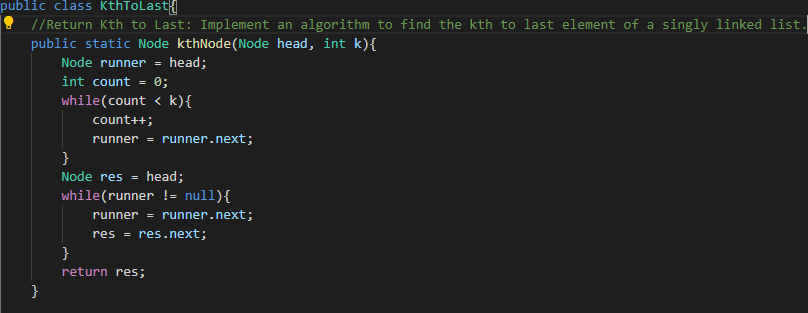 public class KthToLast{
//Return Kth to Last: Implement an algorithm to find the kth to last element of a singly linked list.
public static Node kthNode(Node head, int k){
Node runner = head;
int count = 0;
while(count < k){
count++;
runner = runner.next;
}
Node res = head;
while(runner != null){
runner = runner.next;
res = res.next;
}
return res;
}